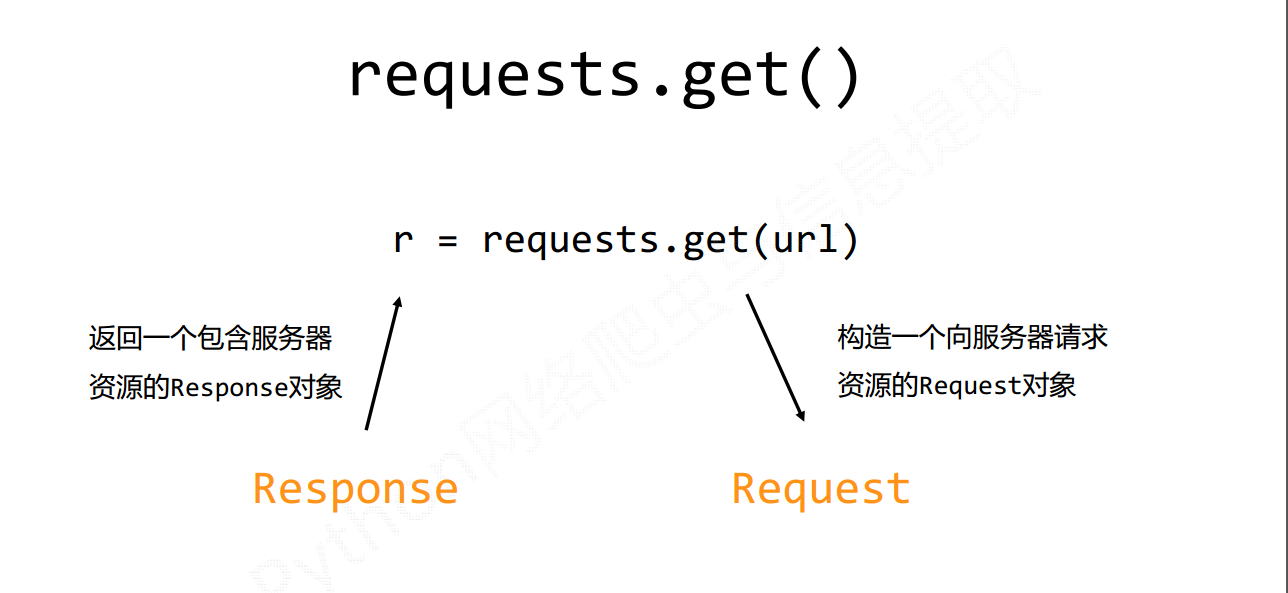 requests.get()
r = requests.get(url)
返回一个包含服务器
资源的Response对象
构造一个向服务器请求
资源的Request对象
Response
Request
Python网络爬虫与信息提取